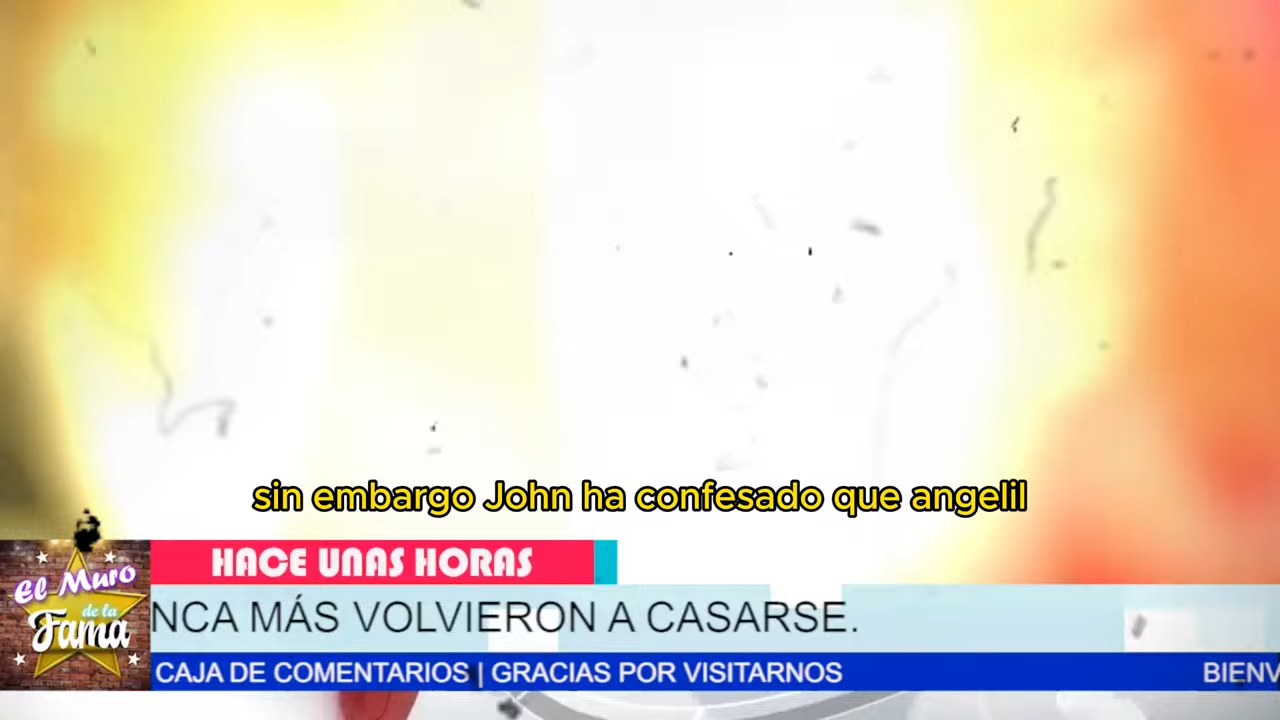 sin embargo John ha confesado que angelil
HACE UNAS HORAS
El Muro
de la
Fama
NCA MÁS VOLVIERON A CASARSE.
CAJA DE COMENTARIOS | GRACIAS POR VISITARNOS
BIENV